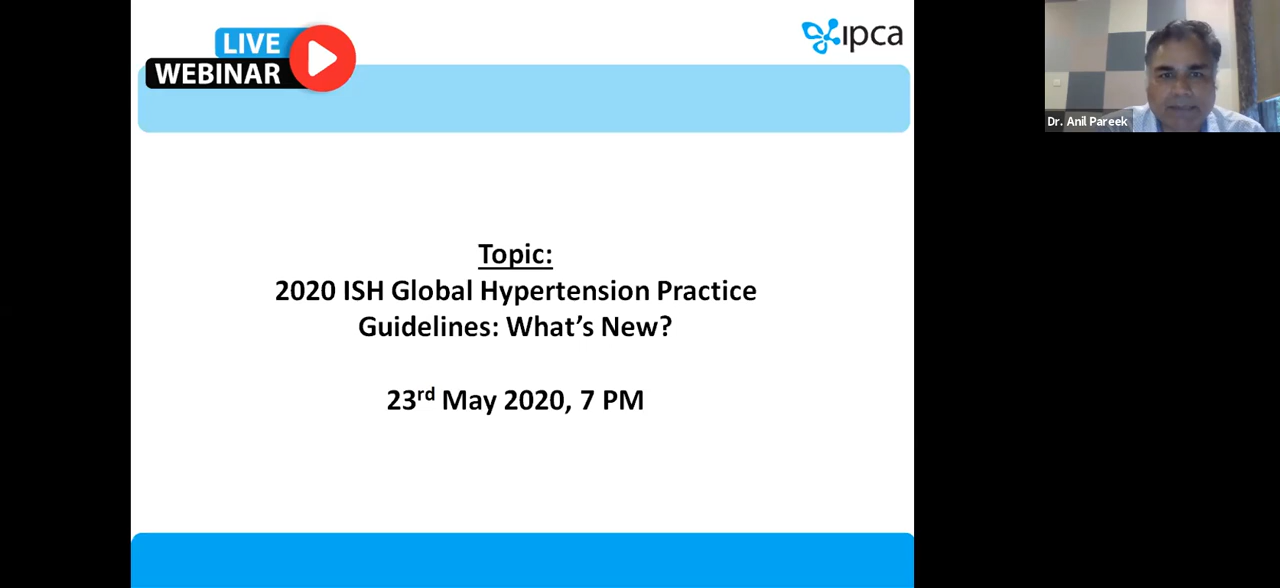 LIVE
WEBINAR
ipca
Dr. Anil Pareek
Topic:
2020 ISH Global Hypertension Practice
Guidelines: What’s New?
23rd May 2020, 7 PM